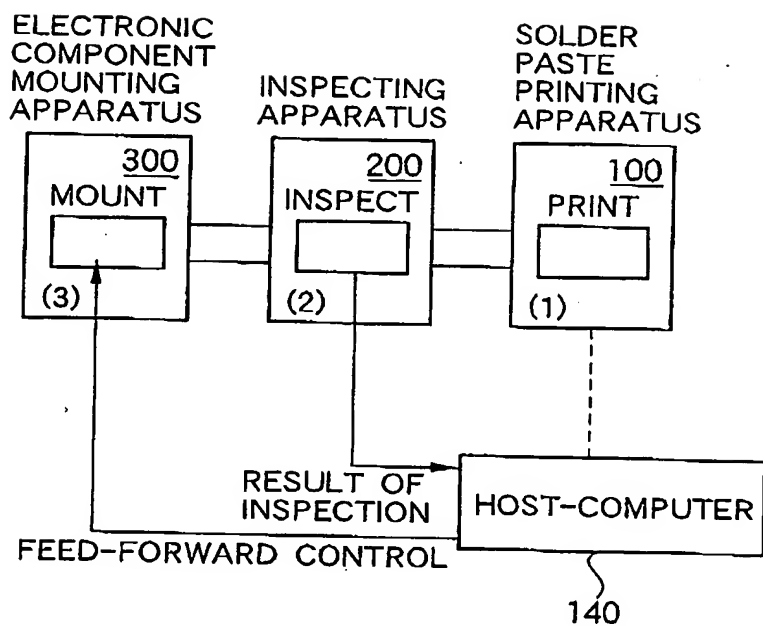 ELECTRONIC
COMPONENT
MOUNTING
APPARATUS
INSPECTING
APPARATUS
SOLDER
PASTE
PRINTING
APPARATUS
300
MOUNT
(3)
200
INSPECT
(2)
100
PRINT
(1)
RESULT OF
INSPECTION
HOST-COMPUTER
FEED-FORWARD CONTROL
140